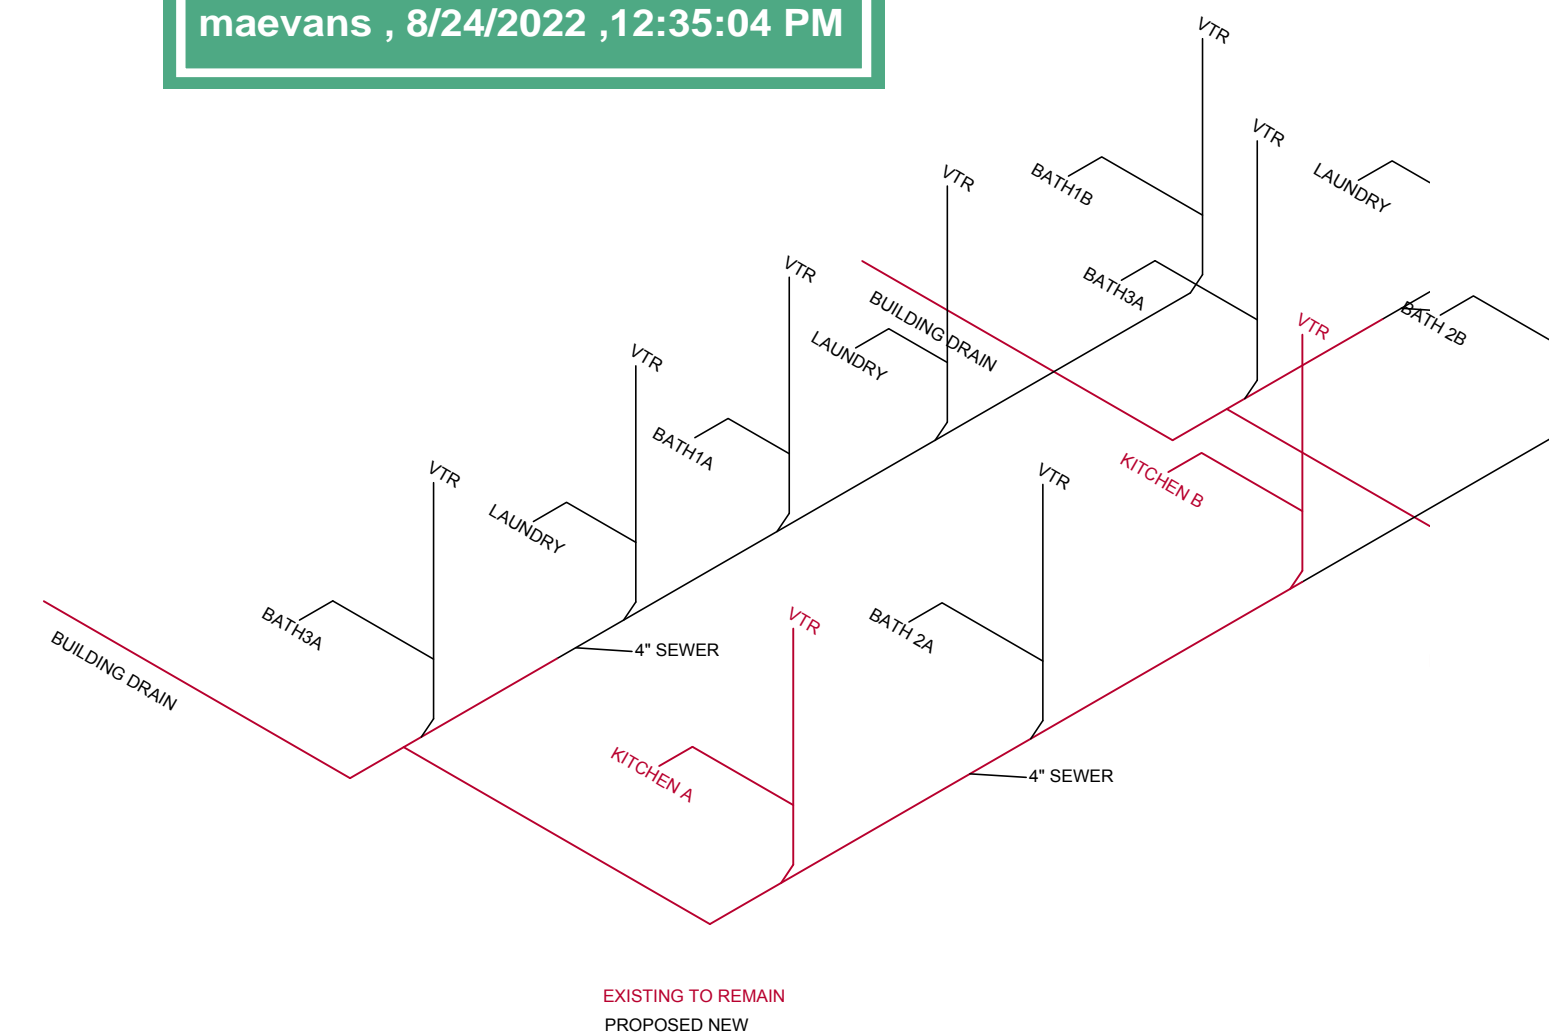 maevans , 8/24/2022 ,12:35:04 PM
VTR
VTR
BATH1B
LAUNDRY
VTR
VTR
BATH3A
BUILDING DRAIN
VTR
BATH 2B
LAUNDRY
VTR
BATH1A
KITCHEN B
VTR
VTR
LAUNDRY
BATH3A
BUILDING DRAIN
4" SEWER
VTR
BATH 2A
KITCHEN A
4" SEWER
EXISTING TO REMAIN
PROPOSED NEW